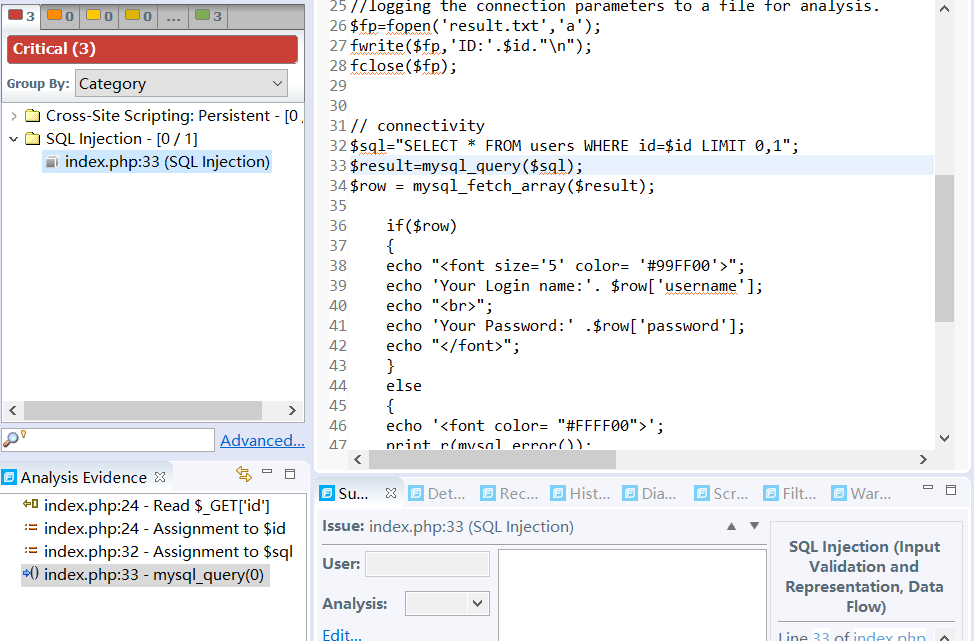 3 0 0 0 ... 3
Critical (3)
Group By: Category
Cross-Site Scripting: Persistent - [0
SQL Injection - [0 / 1]
index.php:33 (SQL Injection)
Advanced...
25 //logging the connection parameters to a file for analysis.
26 $fp=fopen('result.txt','a');
27 fwrite($fp,'ID:'.$id."\n");
28 fclose($fp);
29
30
31 // connectivity
32 $sql="SELECT * FROM users WHERE id=$id LIMIT 0,1";
33 $result=mysql_query($sql);
34 $row = mysql_fetch_array($result);
35
36 if($row)
37 {
38 echo "<font size='5' color= '#99FF00'>";
39 echo 'Your Login name:'. $row['username'];
40 echo "<br>";
41 echo 'Your Password:' .$row['password'];
42 echo "</font>";
43 }
44 else
45 {
46 echo '<font color= "#FFFF00">';
47 print_r(mysql_error());
Analysis Evidence
index.php:24 - Read $_GET['id']
index.php:24 - Assignment to $id
index.php:32 - Assignment to $sql
index.php:33 - mysql_query(0)
Su... Det... Rec... Hist... Dia... Scr... Filt... War...
Issue: index.php:33 (SQL Injection)
User:
Analysis:
Edit...
SQL Injection (Input
Validation and
Representation, Data
Flow)
Line 33 of index.php